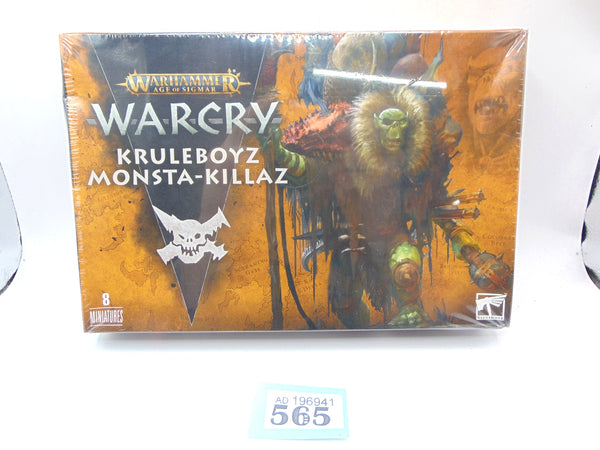 WARHAMMER
AGE OF SIGMAR
WARCRY
KRULEBOYZ
MONSTA-KILLAZ
8
MINIATURES
AD 196941
565